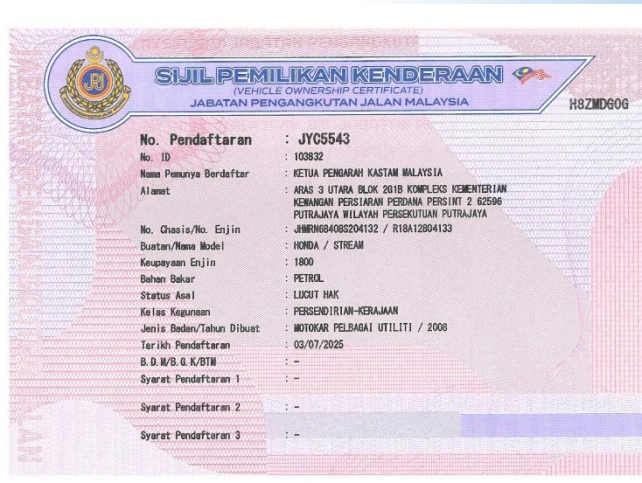 SIJIL PEMILIKAN KENDERAAN
(VEHICLE OWNERSHIP CERTIFICATE)
JABATAN PENGANGKUTAN JALAN MALAYSIA
H8ZMDGOG
No. Pendaftaran : JYC5543
No. ID : 103832
Nama Pemunya Berdaftar : KETUA PENGARAH KASTAM MALAYSIA
Alamat : ARAS 3 UTARA BLOK 201B KOMPLEKS KEMENTERIAN
KEWANGAN PERSIARAN PERDANA PERSINT 2 62596
PUTRAJAYA WILAYAH PERSEKUTUAN PUTRAJAYA
No. Chasis/No. Enjin : JHMRN68408S204132 / R18A12804133
Buatan/Nama Model : HONDA / STREAM
Keupayaan Enjin : 1800
Bahan Bakar : PETROL
Status Asal : LUCUT HAK
Kelas Kegunaan : PERSENDIRIAN-KERAJAAN
Jenis Badan/Tahun Dibuat : MOTOKAR PELBAGAI UTILITI / 2008
Tarikh Pendaftaran : 03/07/2025
B.D.M/B.G.K/BTM : -
Syarat Pendaftaran 1 : -
Syarat Pendaftaran 2 : -
Syarat Pendaftaran 3 : -